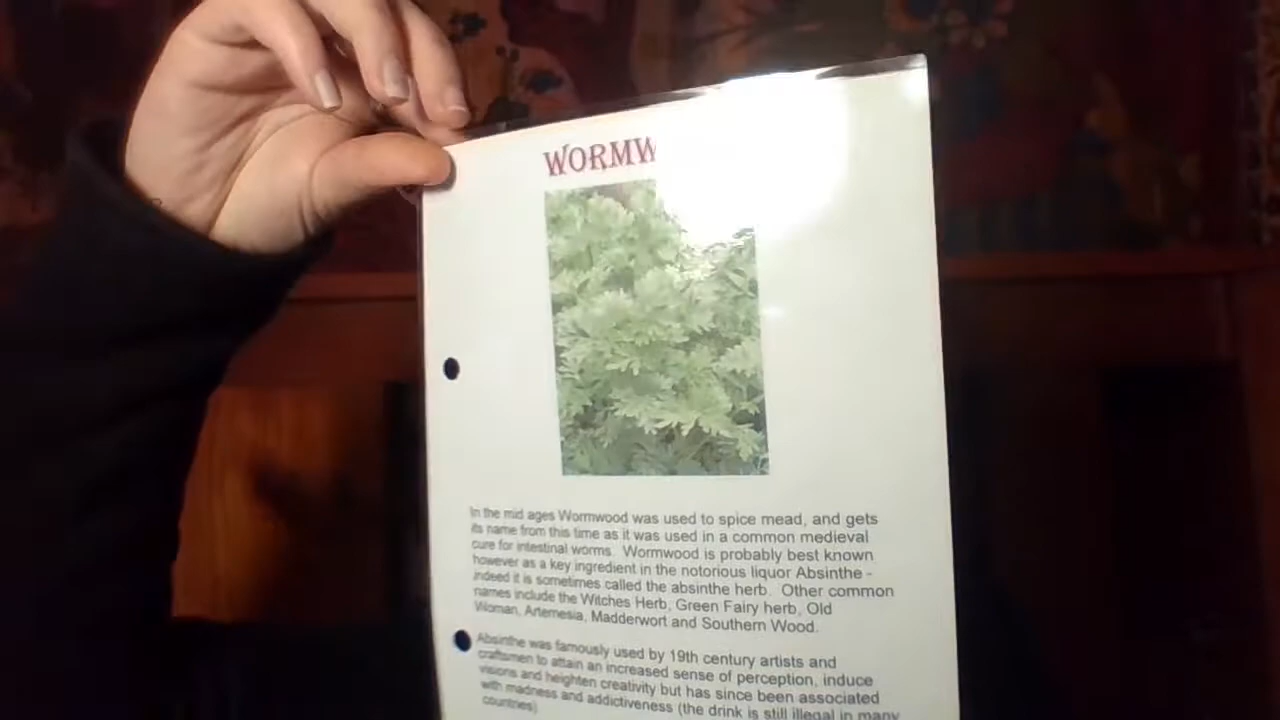 WORMW
In the mid ages Wormwood was used to spice mead, and gets
its name from this time as it was used in a common medieval
cure for intestinal worms. Wormwood is probably best known
however as a key ingredient in the notorious liquor Absinthe -
indeed it is sometimes called the absinthe herb. Other common
names include the Witches Herb, Green Fairy herb, Old
Woman, Artemesia, Madderwort and Southern Wood.
Absinthe was famously used by 19th century artists and
craftsmen to attain an increased sense of perception, induce
visions and heighten creativity but has since been associated
with madness and addictiveness (the drink is still illegal in many
countries)